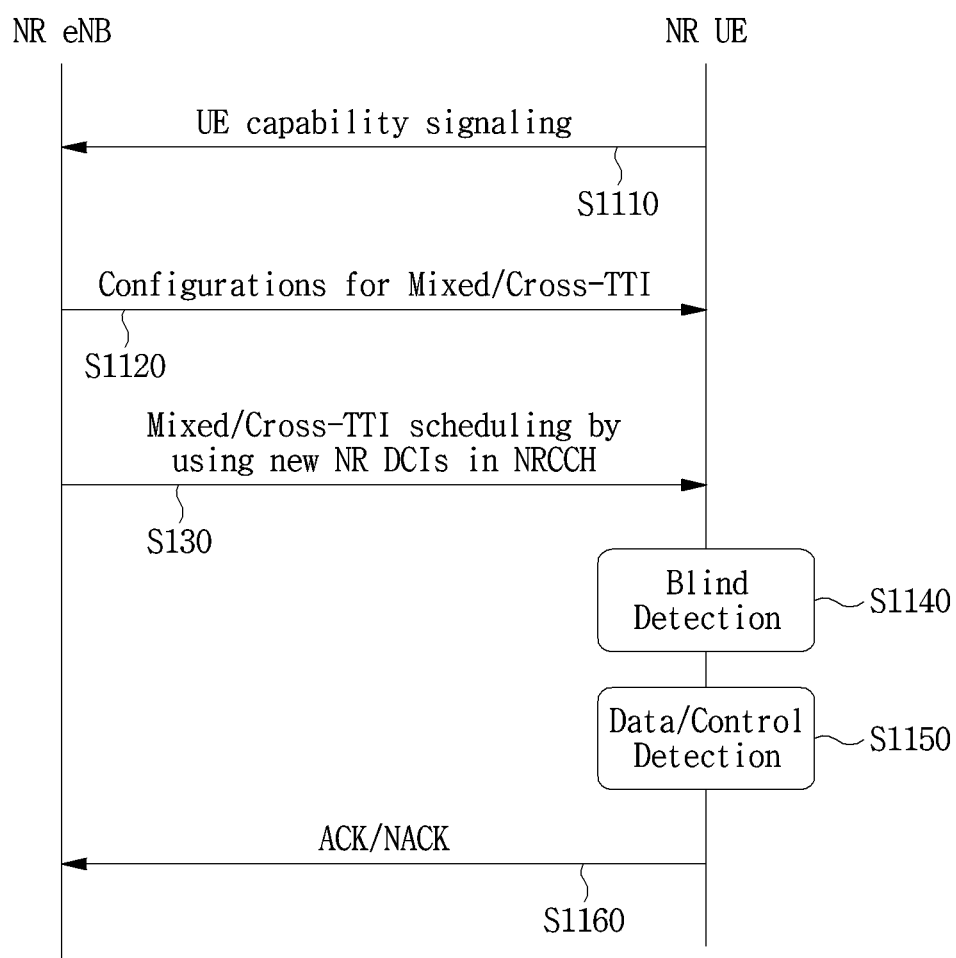 NR eNB
NR UE
UE capability signaling
S1110
Configurations for Mixed/Cross-TTI
S1120
Mixed/Cross-TTI scheduling by
using new NR DCIs in NRCCH
S130
Blind
Detection
S1140
Data/Control
Detection
S1150
ACK/NACK
S1160